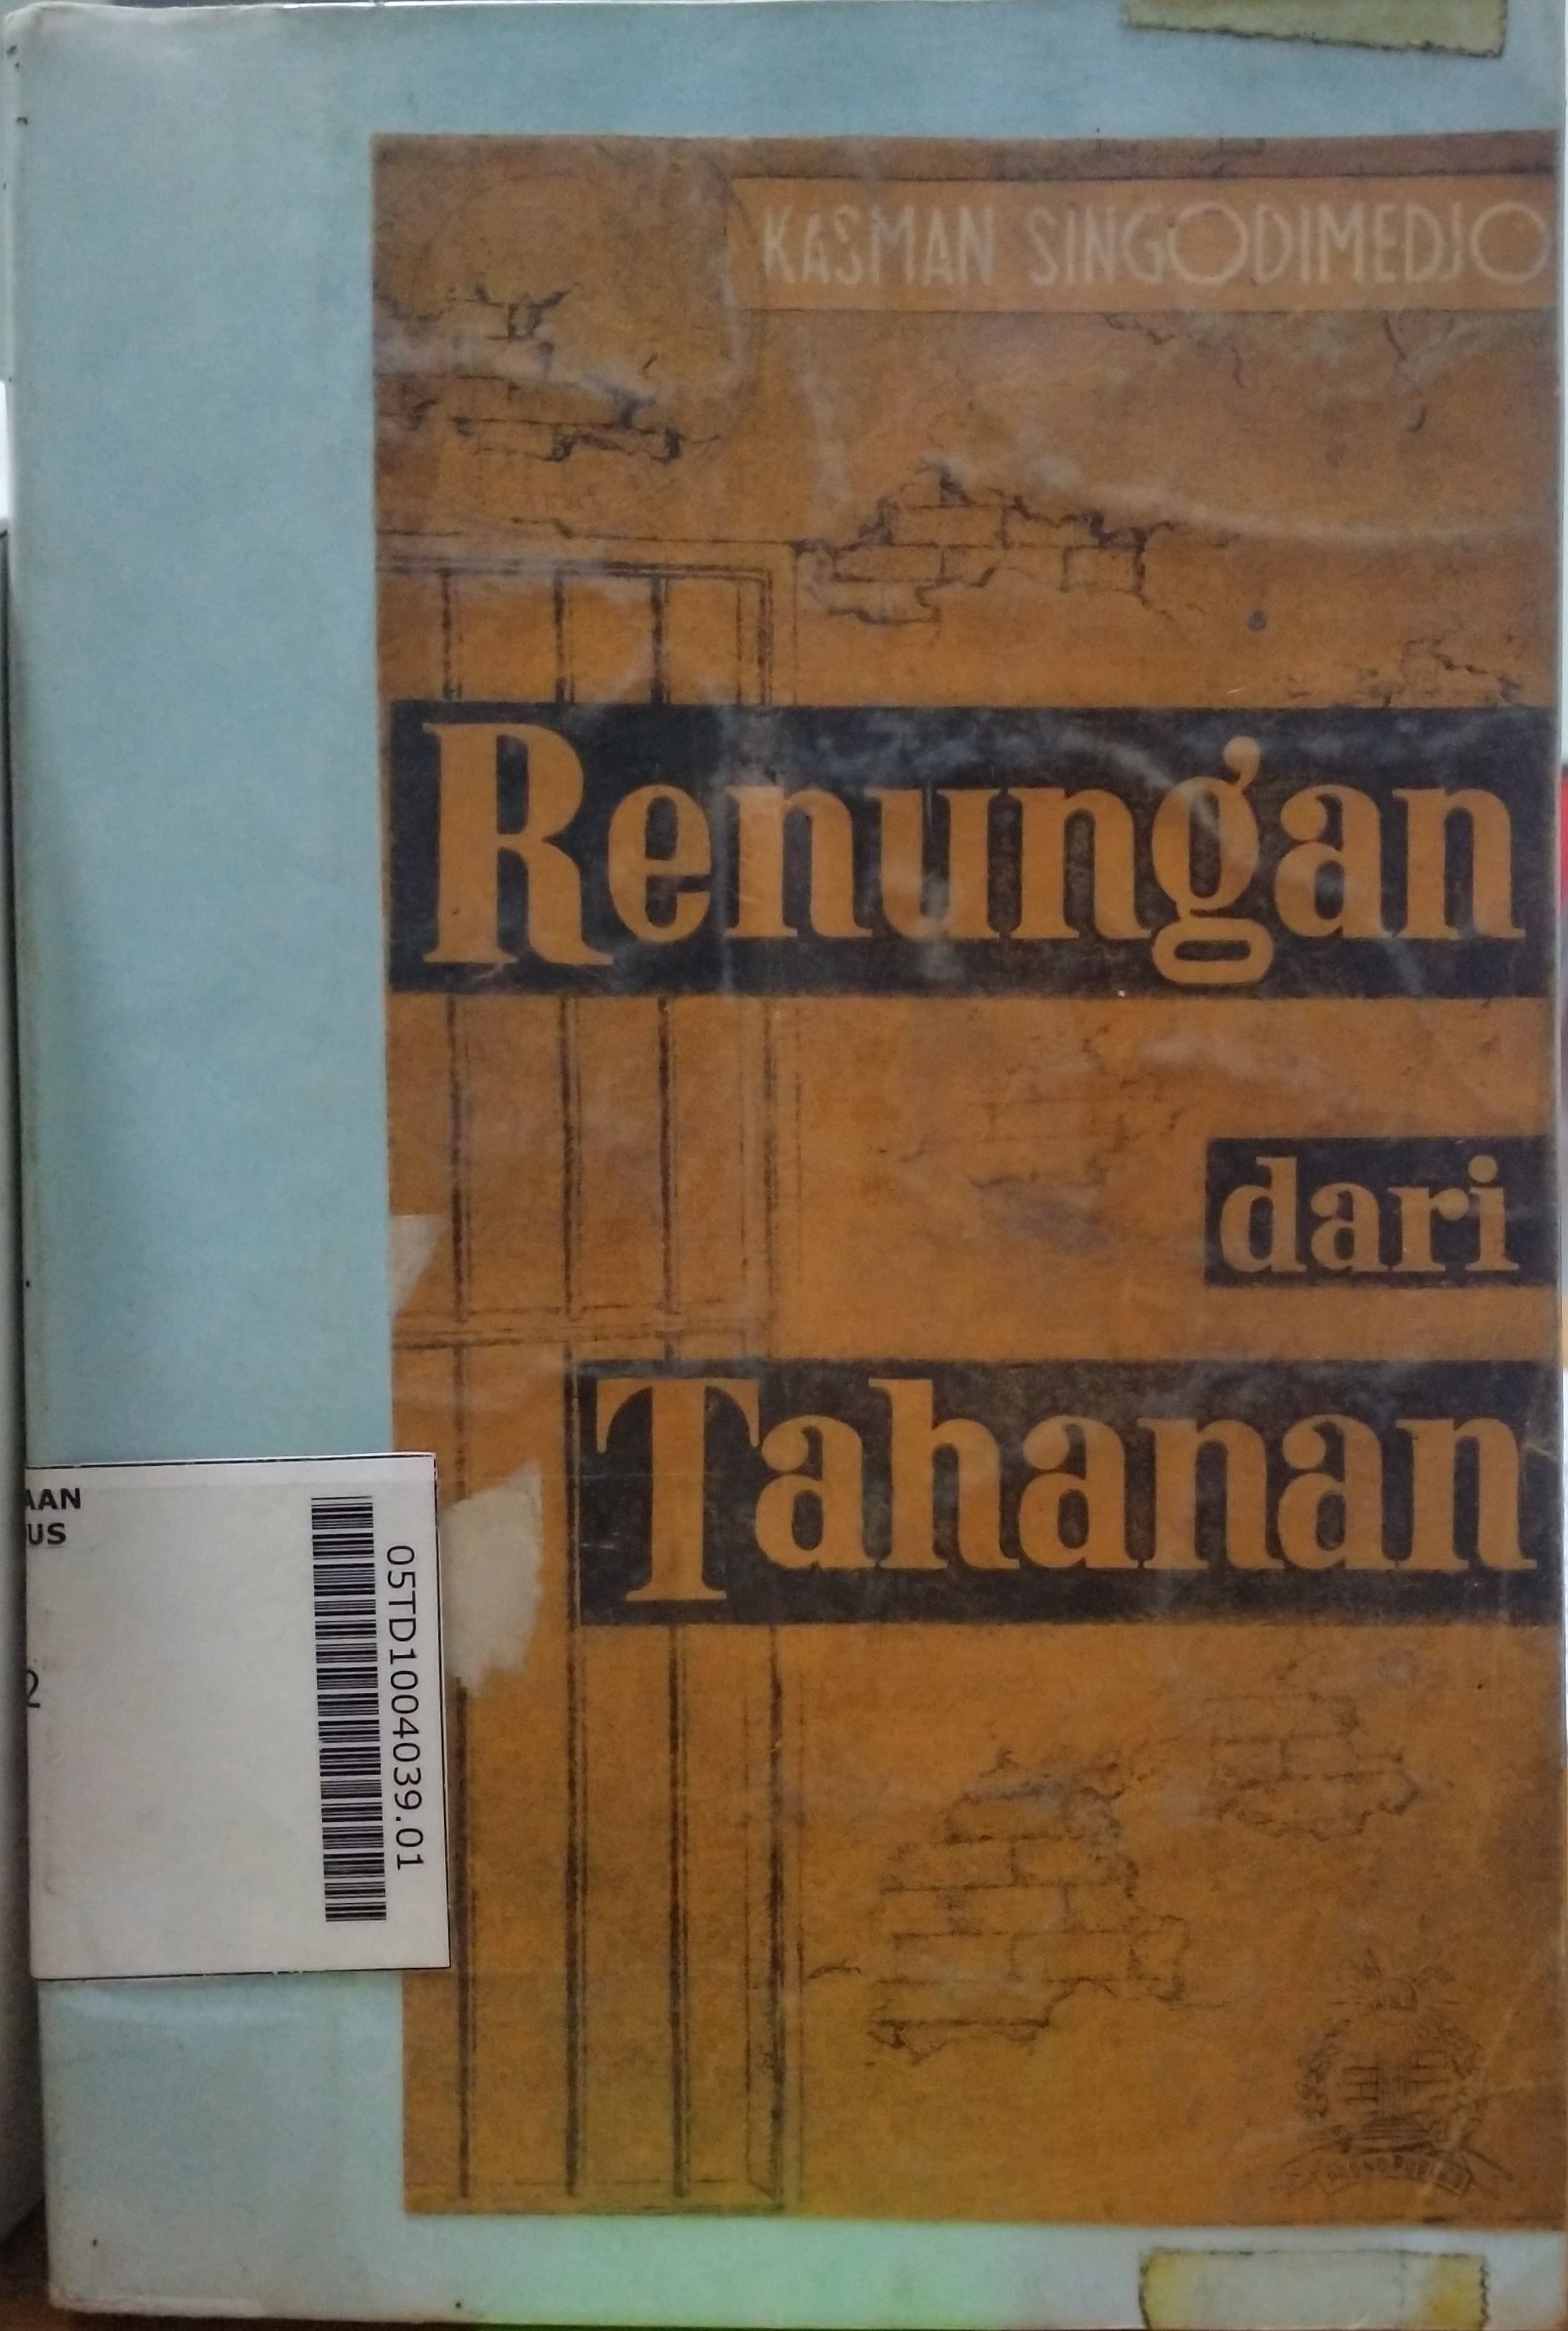 KASMAN SINGODIMEDJO
Renungan
dari
Tahanan
AAN
US
2
05TD1004039.01